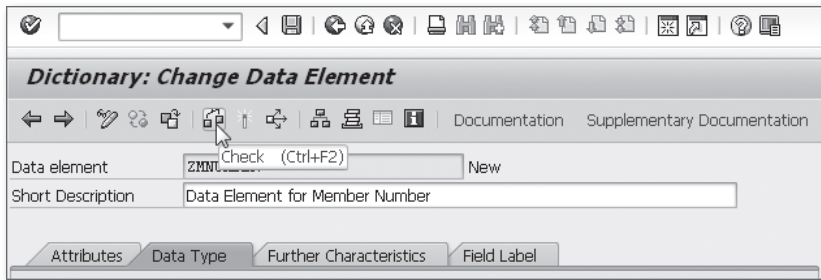 Dictionary: Change Data Element
Documentation Supplementary Documentation
Check (Ctrl+F2)
Data element New
Short Description Data Element for Member Number
Attributes Data Type Further Characteristics Field Label